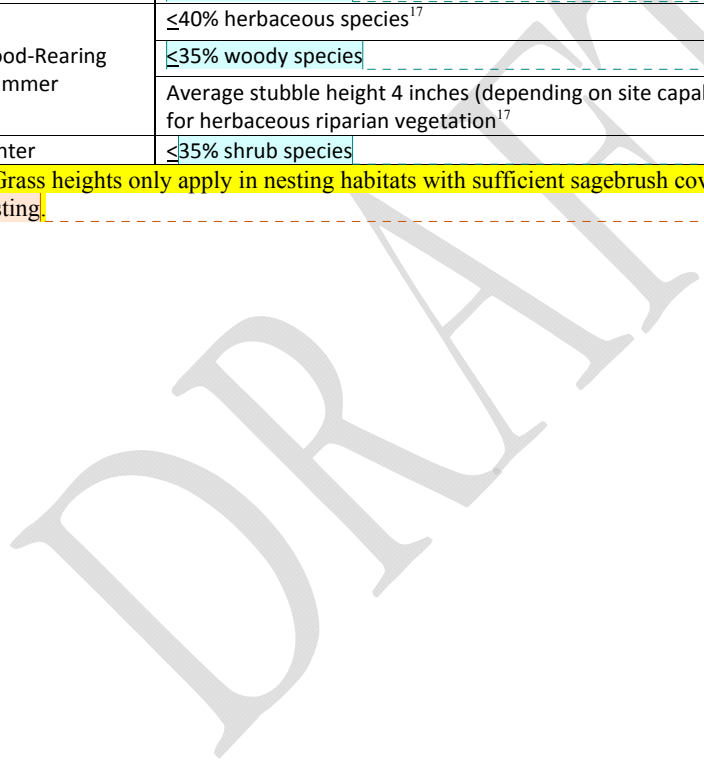 ≤40% herbaceous species17
ood-Rearing
≤35% woody species
mmer
Average stubble height 4 inches (depending on site capa
for herbaceous riparian vegetation17
nter
≤35% shrub species
Grass heights only apply in nesting habitats with sufficient sagebrush cov
sting.
DRAFT